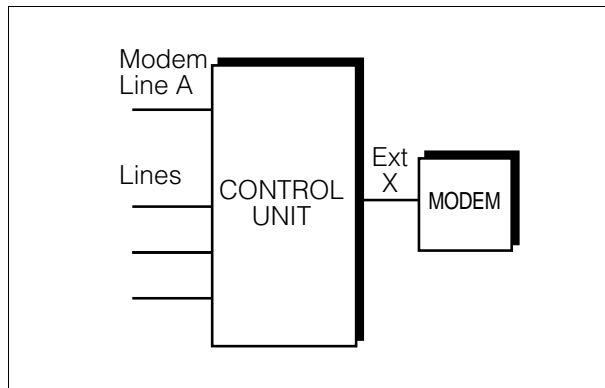 Modem
Line A
Lines
CONTROL
UNIT
Ext
X
MODEM